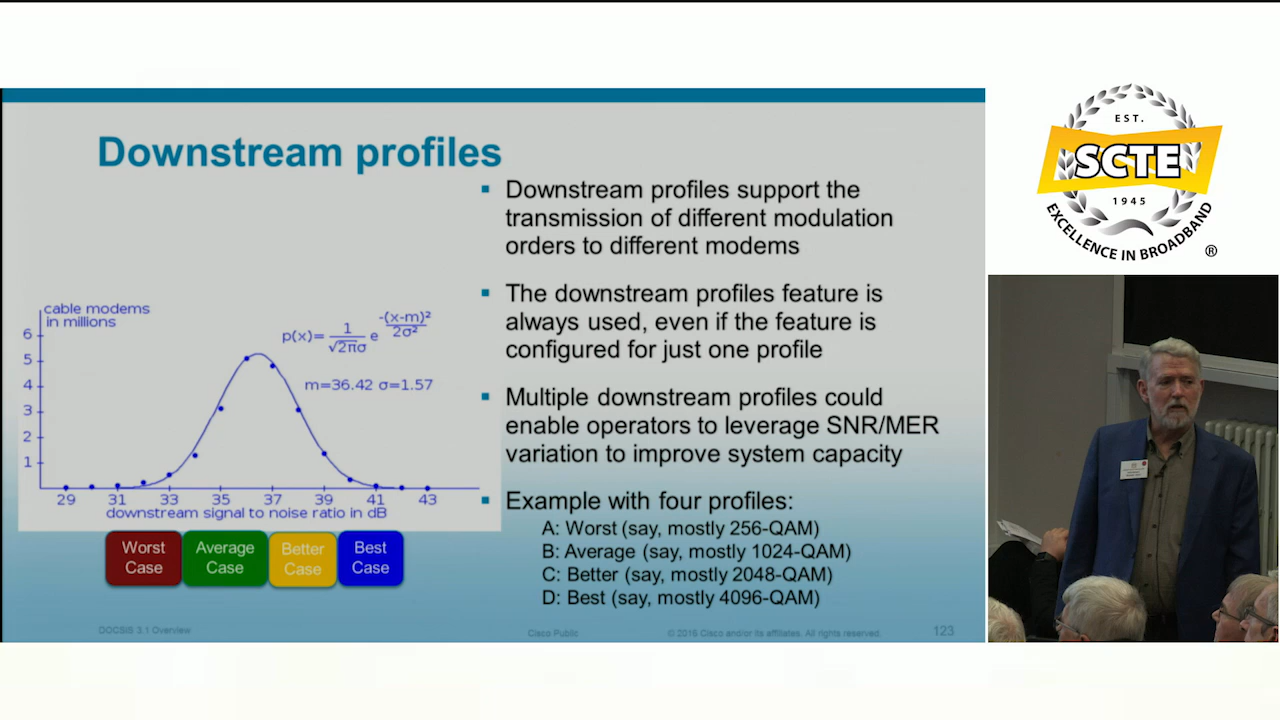 Downstream profiles
Downstream profiles support the
transmission of different modulation
orders to different modems
The downstream profiles feature is
always used, even if the feature is
configured for just one profile
Multiple downstream profiles could
enable operators to leverage SNR/MER
variation to improve system capacity
Example with four profiles:
A: Worst (say, mostly 256-QAM)
B: Average (say, mostly 1024-QAM)
C: Better (say, mostly 2048-QAM)
D: Best (say, mostly 4096-QAM)
cable modems
in millions
p(x)= 1/√2πσ e -(x-m)²/2σ²
m=36.42 σ=1.57
6
5
4
3
2
1
29 31 33 35 37 39 41 43
downstream signal to noise ratio in dB
Worst
Case
Average
Case
Better
Case
Best
Case
DOCSIS 3.1 Overview
Cisco Public
© 2016 Cisco and/or its affiliates. All rights reserved.
123
EST.
SCTE
1945
EXCELLENCE IN BROADBAND
®